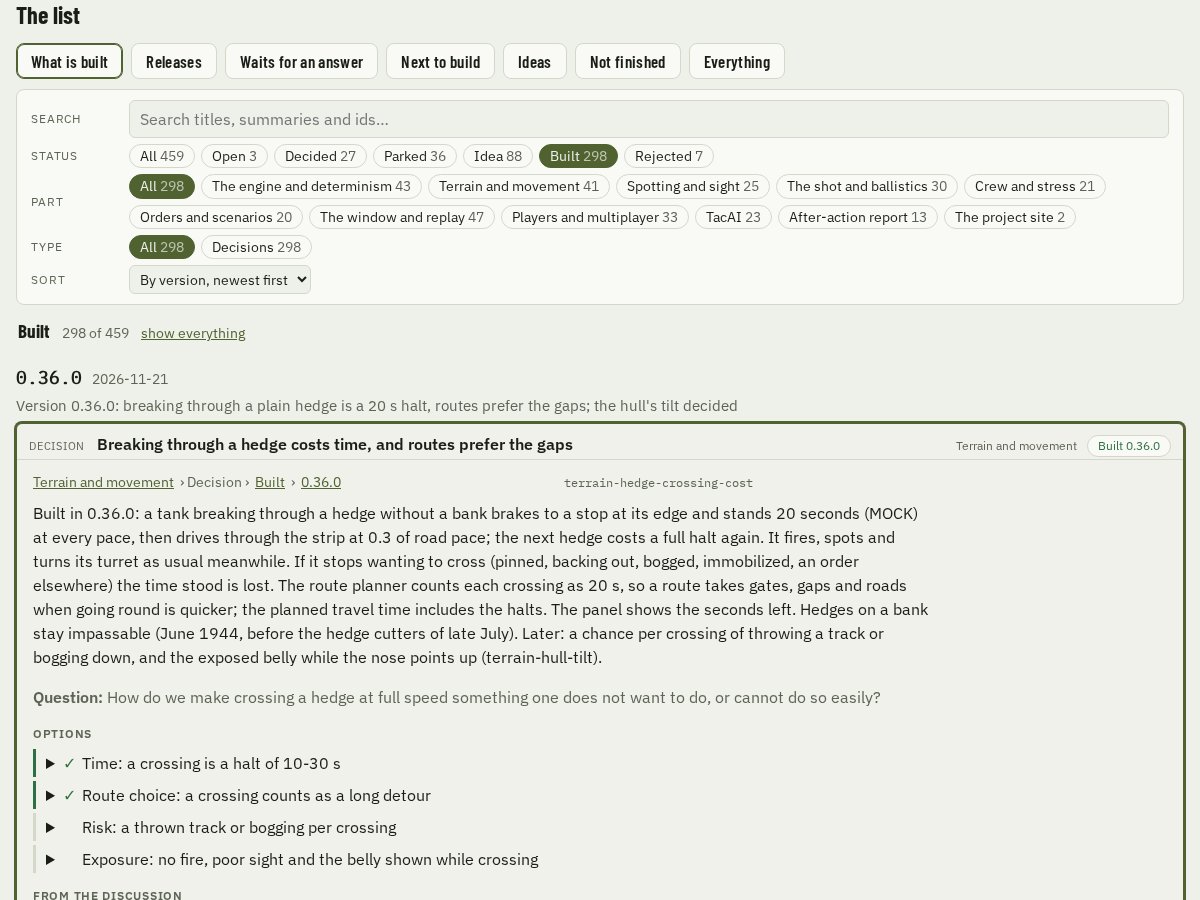 The list
What is built
Releases
Waits for an answer
Next to build
Ideas
Not finished
Everything
SEARCH
Search titles, summaries and ids...
STATUS
All 459
Open 3
Decided 27
Parked 36
Idea 88
Built 298
Rejected 7
PART
All 298
The engine and determinism 43
Terrain and movement 41
Spotting and sight 25
The shot and ballistics 30
Crew and stress 21
Orders and scenarios 20
The window and replay 47
Players and multiplayer 33
TacAI 23
After-action report 13
The project site 2
TYPE
All 298
Decisions 298
SORT
By version, newest first
Built 298 of 459 show everything
0.36.0 2026-11-21
Version 0.36.0: breaking through a plain hedge is a 20 s halt, routes prefer the gaps; the hull's tilt decided
DECISION Breaking through a hedge costs time, and routes prefer the gaps
Terrain and movement
Built 0.36.0
Terrain and movement › Decision › Built › 0.36.0
terrain-hedge-crossing-cost
Built in 0.36.0: a tank breaking through a hedge without a bank brakes to a stop at its edge and stands 20 seconds (MOCK)
at every pace, then drives through the strip at 0.3 of road pace; the next hedge costs a full halt again. It fires, spots and
turns its turret as usual meanwhile. If it stops wanting to cross (pinned, backing out, bogged, immobilized, an order
elsewhere) the time stood is lost. The route planner counts each crossing as 20 s, so a route takes gates, gaps and roads
when going round is quicker; the planned travel time includes the halts. The panel shows the seconds left. Hedges on a bank
stay impassable (June 1944, before the hedge cutters of late July). Later: a chance per crossing of throwing a track or
bogging down, and the exposed belly while the nose points up (terrain-hull-tilt).
Question: How do we make crossing a hedge at full speed something one does not want to do, or cannot do so easily?
OPTIONS
▶ ✓ Time: a crossing is a halt of 10-30 s
▶ ✓ Route choice: a crossing counts as a long detour
▶ Risk: a thrown track or bogging per crossing
▶ Exposure: no fire, poor sight and the belly shown while crossing
FROM THE DISCUSSION